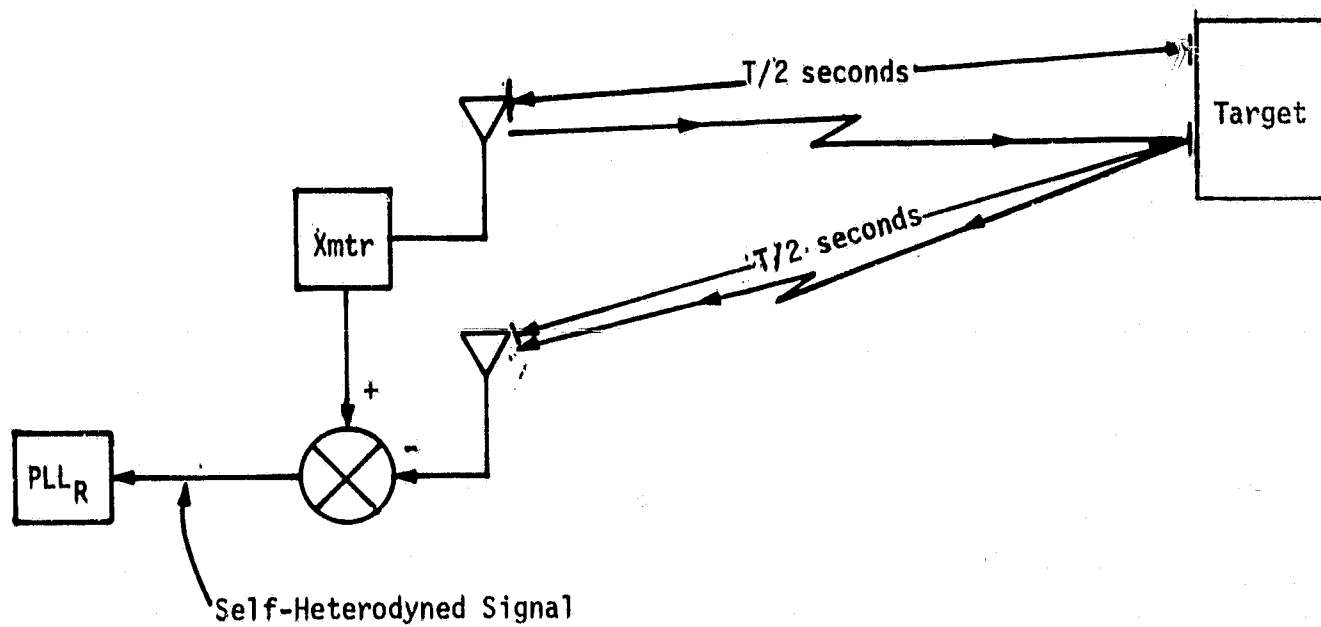 T/2 seconds
Target
Xmtr
T/2 seconds
+
-
PLL_R
Self-Heterodyned Signal